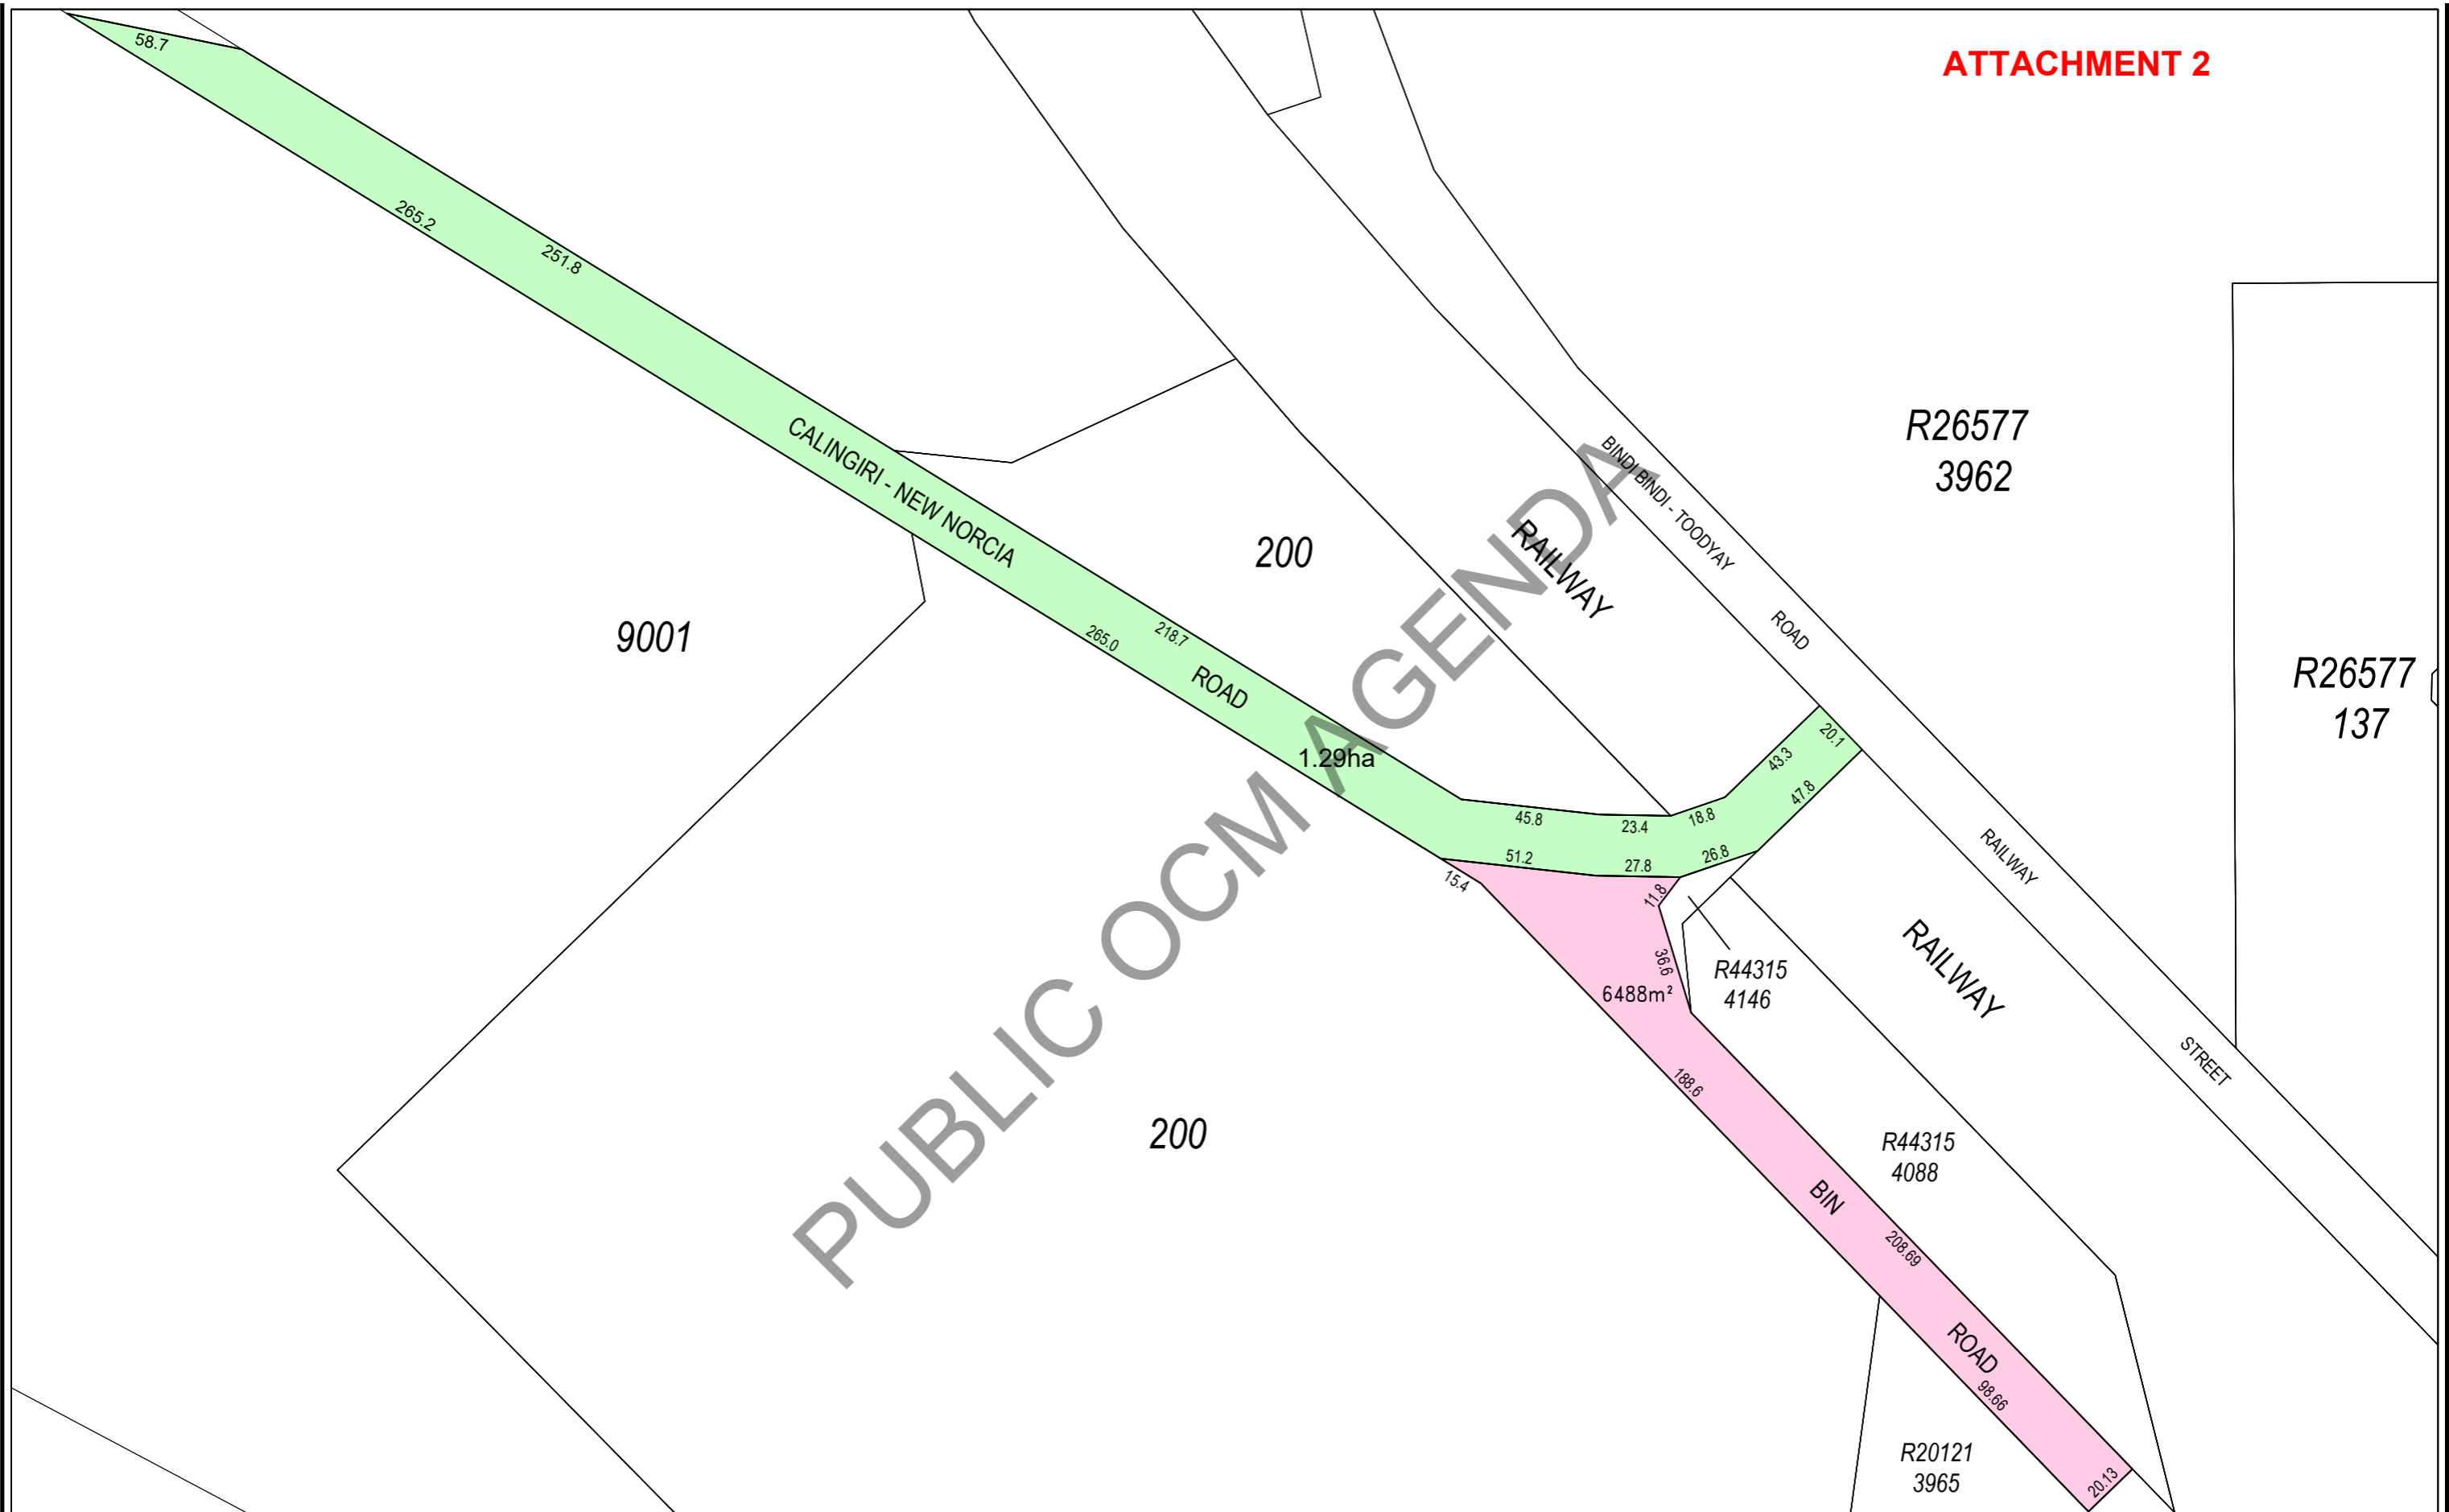 ATTACHMENT 2
58.7
265.2
251.8
CALINGIRI - NEW NORCIA
ROAD
265.0
218.7
1.29ha
200
9001
RAILWAY
BINDI BINDI - TOODYAY
ROAD
R26577
3962
R26577
137
20.1
43.3
47.8
18.8
26.8
45.8
23.4
51.2
27.8
15.4
11.8
36.6
6488m²
R44315
4146
RAILWAY
RAILWAY
STREET
188.6
200
R44315
4088
BIN
208.69
ROAD
98.66
20.13
R20121
3965
PUBLIC OCM AGENDA